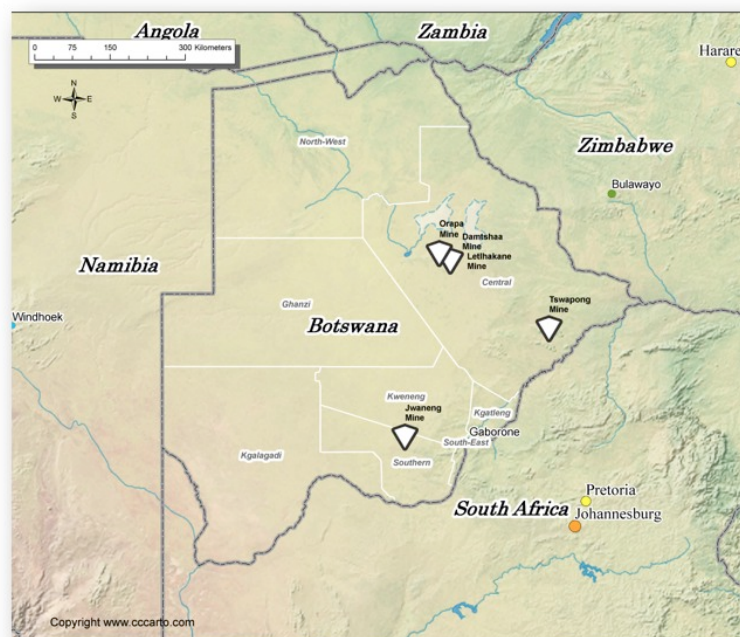 Angola
Zambia
0 75 150 300 Kilometers
Harare
N
W E
S
North-West
Zimbabwe
Bulawayo
Orapa
Mine
Damtshaa
Mine
Letlhakane
Mine
Namibia
Central
Ghanzi
Tswapong
Mine
Windhoek
Botswana
Kweneng
Jwaneng
Mine
Kgatleng
Gaborone
South-East
Kgalagadi
Southern
Pretoria
South Africa
Johannesburg
Copyright www.cccarto.com